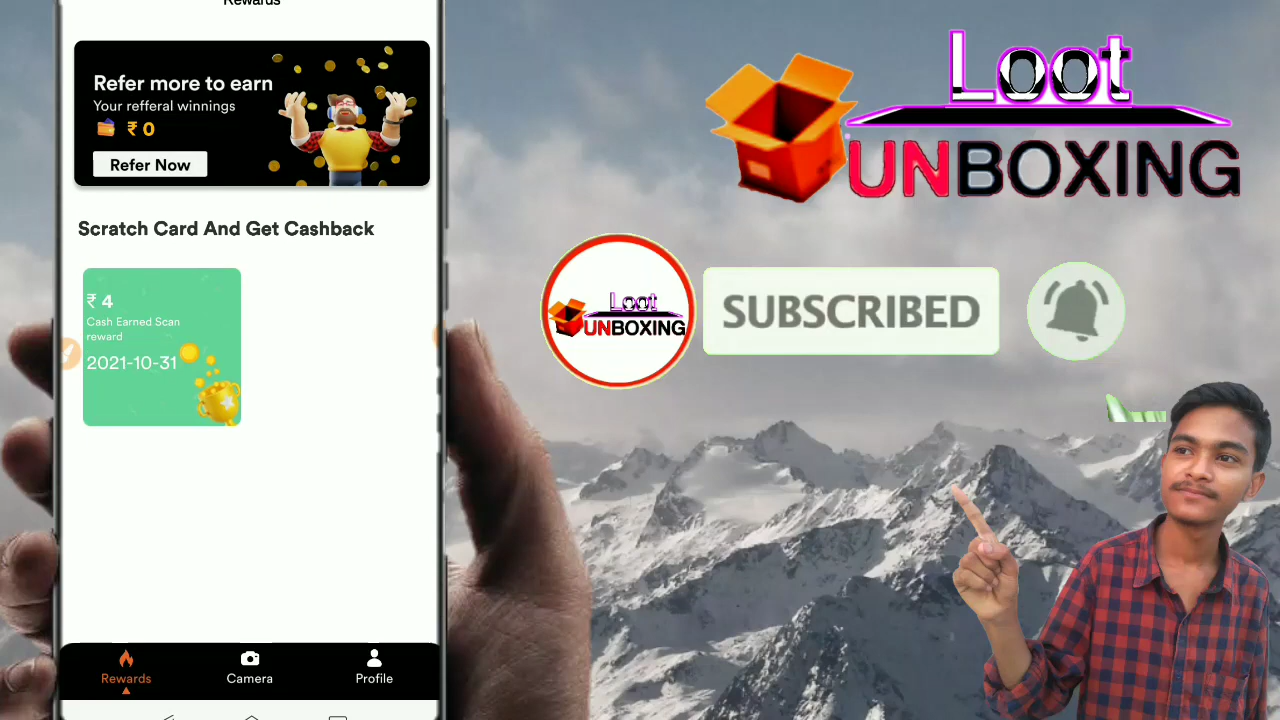 Rewards
Refer more to earn
Your refferal winnings
₹ 0
Refer Now
Scratch Card And Get Cashback
₹ 4
Cash Earned Scan
reward
2021-10-31
Rewards
Camera
Profile
Loot
UNBOXING
Loot
UNBOXING
SUBSCRIBED